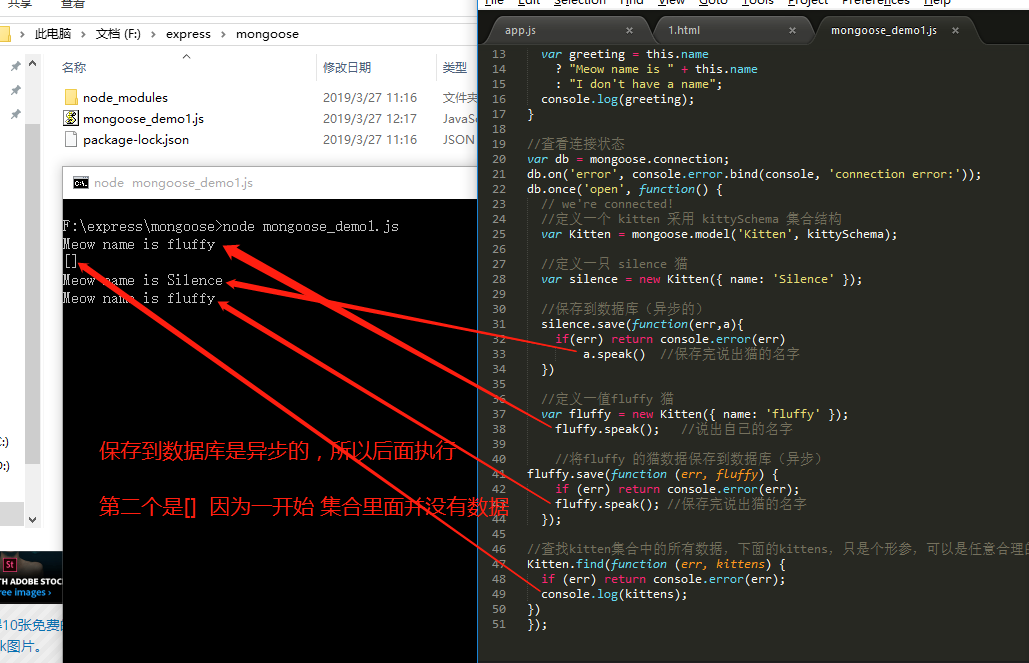 共享 查看
File Edit Selection Find View Goto Tools Project Preferences Help
› 此电脑 › 文档 (F:) › express › mongoose
名称 修改日期 类型
node_modules 2019/3/27 11:16 文件夹
mongoose_demo1.js 2019/3/27 12:17 JavaSc
package-lock.json 2019/3/27 11:16 JSON
C:\ node mongoose_demo1.js
F:\express\mongoose>node mongoose_demo1.js
Meow name is fluffy
[]
Meow name is Silence
Meow name is fluffy
保存到数据库是异步的，所以后面执行
第二个是[] 因为一开始 集合里面并没有数据
C:)
D:)
St
TH ADOBE STOC
ree images ›
得10张免费的
k图片。
app.js × 1.html × mongoose_demo1.js ×
13 var greeting = this.name
14 ? "Meow name is " + this.name
15 : "I don't have a name";
16 console.log(greeting);
17 }
18
19 //查看连接状态
20 var db = mongoose.connection;
21 db.on('error', console.error.bind(console, 'connection error:'));
22 db.once('open', function() {
23 // we're connected!
24 //定义一个 kitten 采用 kittySchema 集合结构
25 var Kitten = mongoose.model('Kitten', kittySchema);
26
27 //定义一只 silence 猫
28 var silence = new Kitten({ name: 'Silence' });
29
30 //保存到数据库（异步的）
31 silence.save(function(err,a){
32 if(err) return console.error(err)
33 a.speak() //保存完说出猫的名字
34 })
35
36 //定义一值fluffy 猫
37 var fluffy = new Kitten({ name: 'fluffy' });
38 fluffy.speak(); //说出自己的名字
39
40 //将fluffy 的猫数据保存到数据库（异步）
41 fluffy.save(function (err, fluffy) {
42 if (err) return console.error(err);
43 fluffy.speak(); //保存完说出猫的名字
44 });
45
46 //查找kitten集合中的所有数据，下面的kittens，只是个形参，可以是任意合理的
47 Kitten.find(function (err, kittens) {
48 if (err) return console.error(err);
49 console.log(kittens);
50 })
51 });